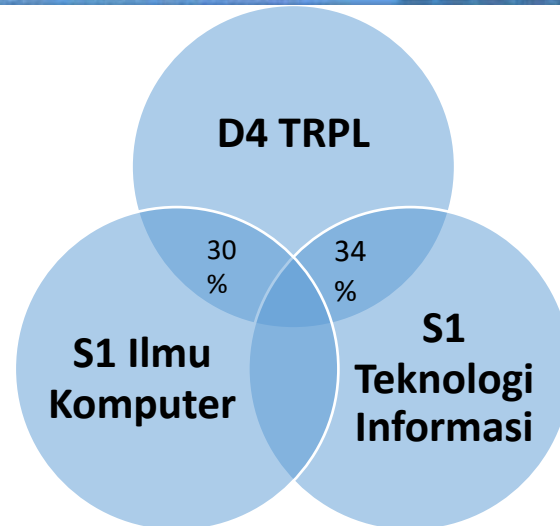 D4 TRPL
30
%
34
%
S1 Ilmu
Komputer
S1
Teknologi
Informasi